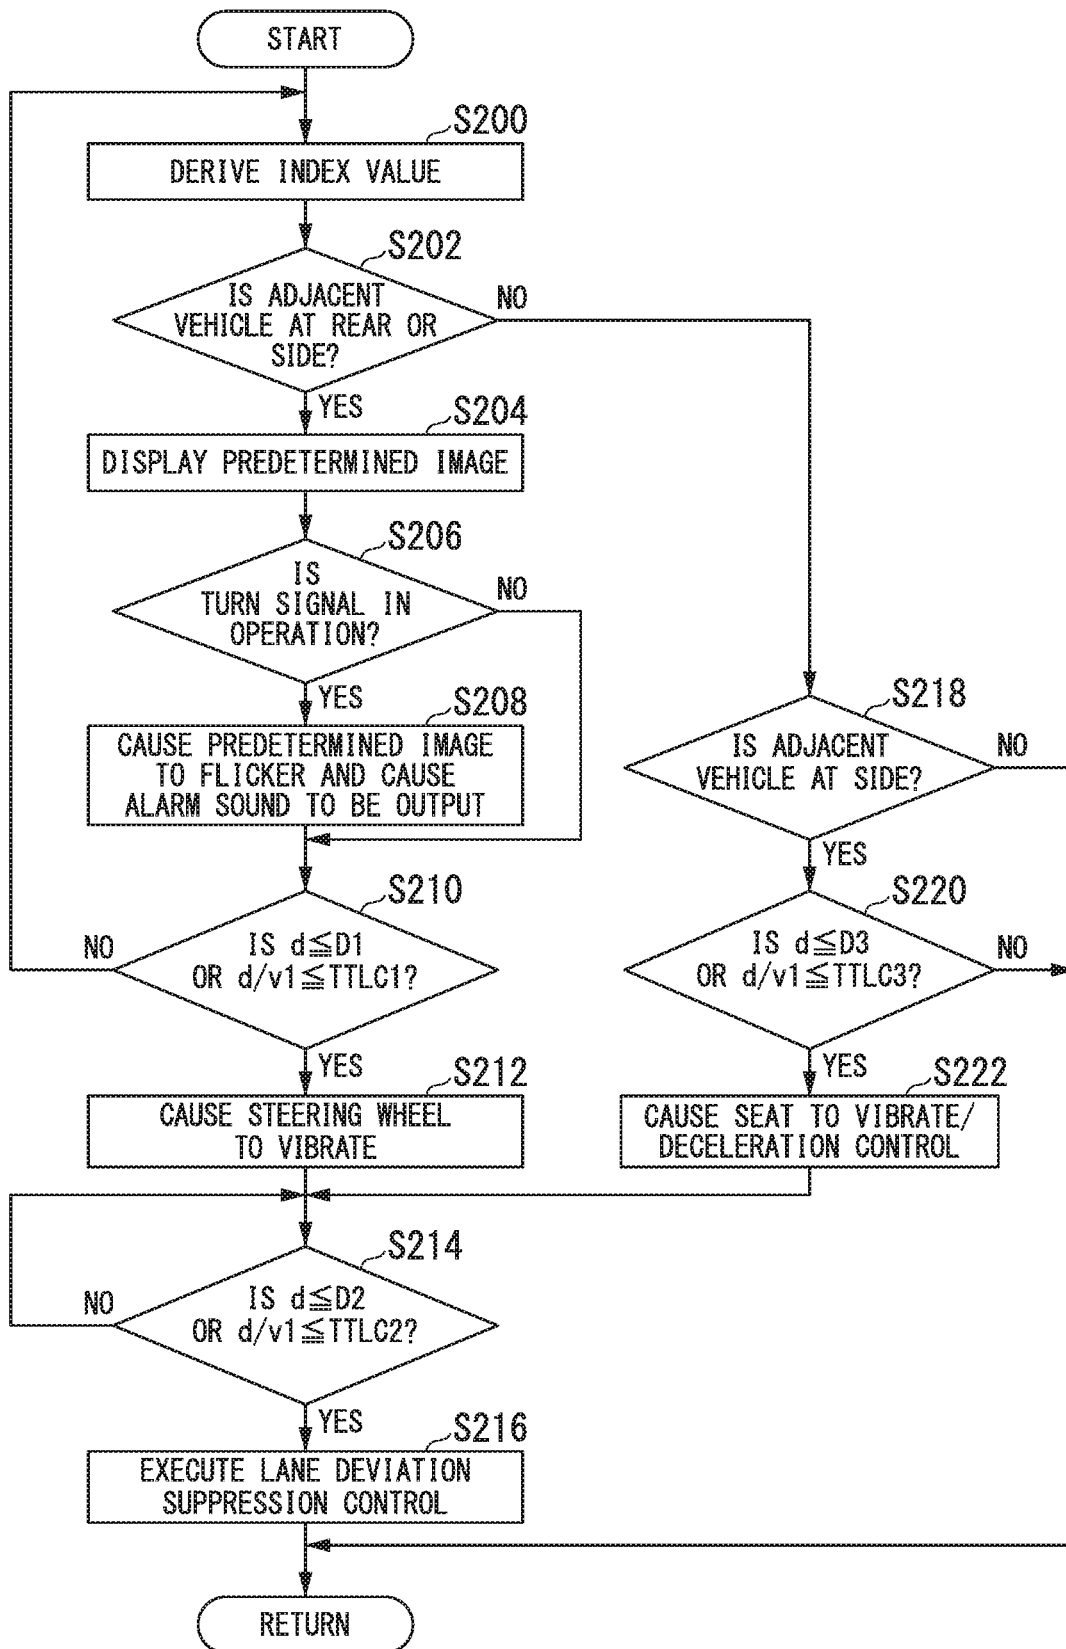 START
S200
DERIVE INDEX VALUE
S202
IS ADJACENT
VEHICLE AT REAR OR
SIDE?
NO
YES
S204
DISPLAY PREDETERMINED IMAGE
S206
IS
TURN SIGNAL IN
OPERATION?
NO
YES
S208
CAUSE PREDETERMINED IMAGE
TO FLICKER AND CAUSE
ALARM SOUND TO BE OUTPUT
S210
IS d≦D1
OR d/v1≦TTLC1?
NO
YES
S212
CAUSE STEERING WHEEL
TO VIBRATE
S214
IS d≦D2
OR d/v1≦TTLC2?
NO
YES
S216
EXECUTE LANE DEVIATION
SUPPRESSION CONTROL
RETURN
S218
IS ADJACENT
VEHICLE AT SIDE?
NO
YES
S220
IS d≦D3
OR d/v1≦TTLC3?
NO
YES
S222
CAUSE SEAT TO VIBRATE/
DECELERATION CONTROL